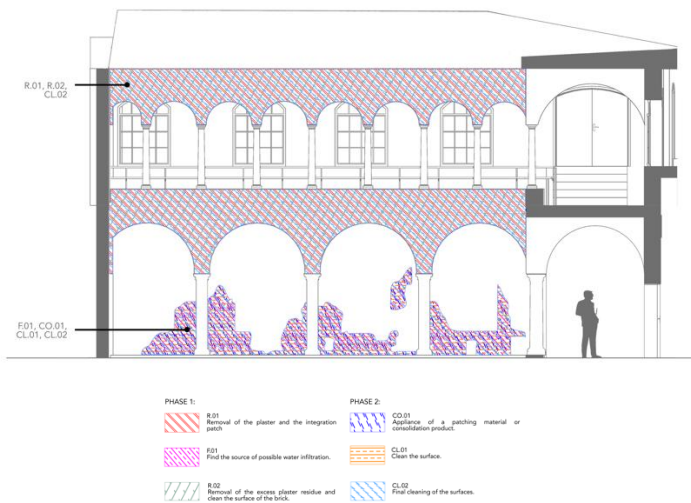 R.01, R.02,
CL.02
F.01, CO.01,
CL.01, CL.02
PHASE 1:
R.01
Removal of the plaster and the integration
patch
F.01
Find the source of possible water infiltration.
R.02
Removal of the excess plaster residue and
clean the surface of the brick.
PHASE 2:
CO.01
Appliance of a patching material or
consolidation product.
CL.01
Clean the surface.
CL.02
Final cleaning of the surfaces.